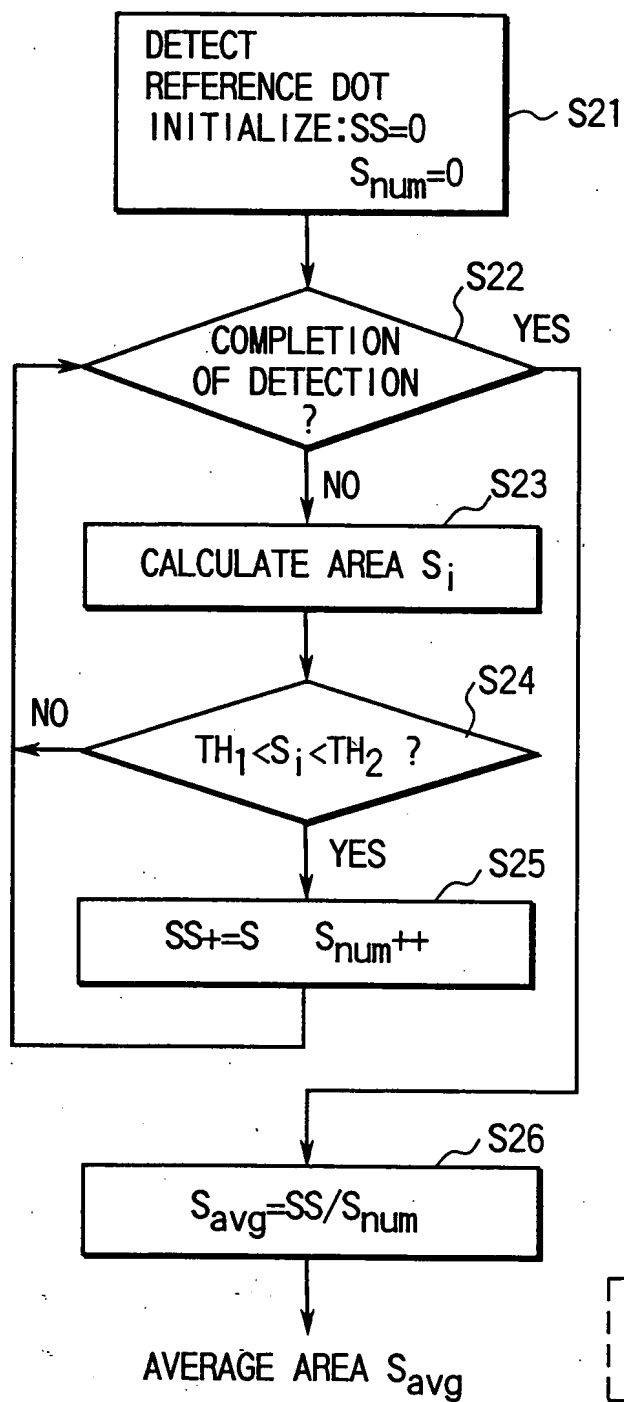 DETECT
REFERENCE DOT
INITIALIZE:SS=0
Snum=0
S21
S22
COMPLETION
OF DETECTION
?
YES
NO
S23
CALCULATE AREA Si
S24
NO
TH1<Si<TH2 ?
YES
S25
SS+=S Snum++
S26
Savg=SS/Snum
AVERAGE AREA Savg